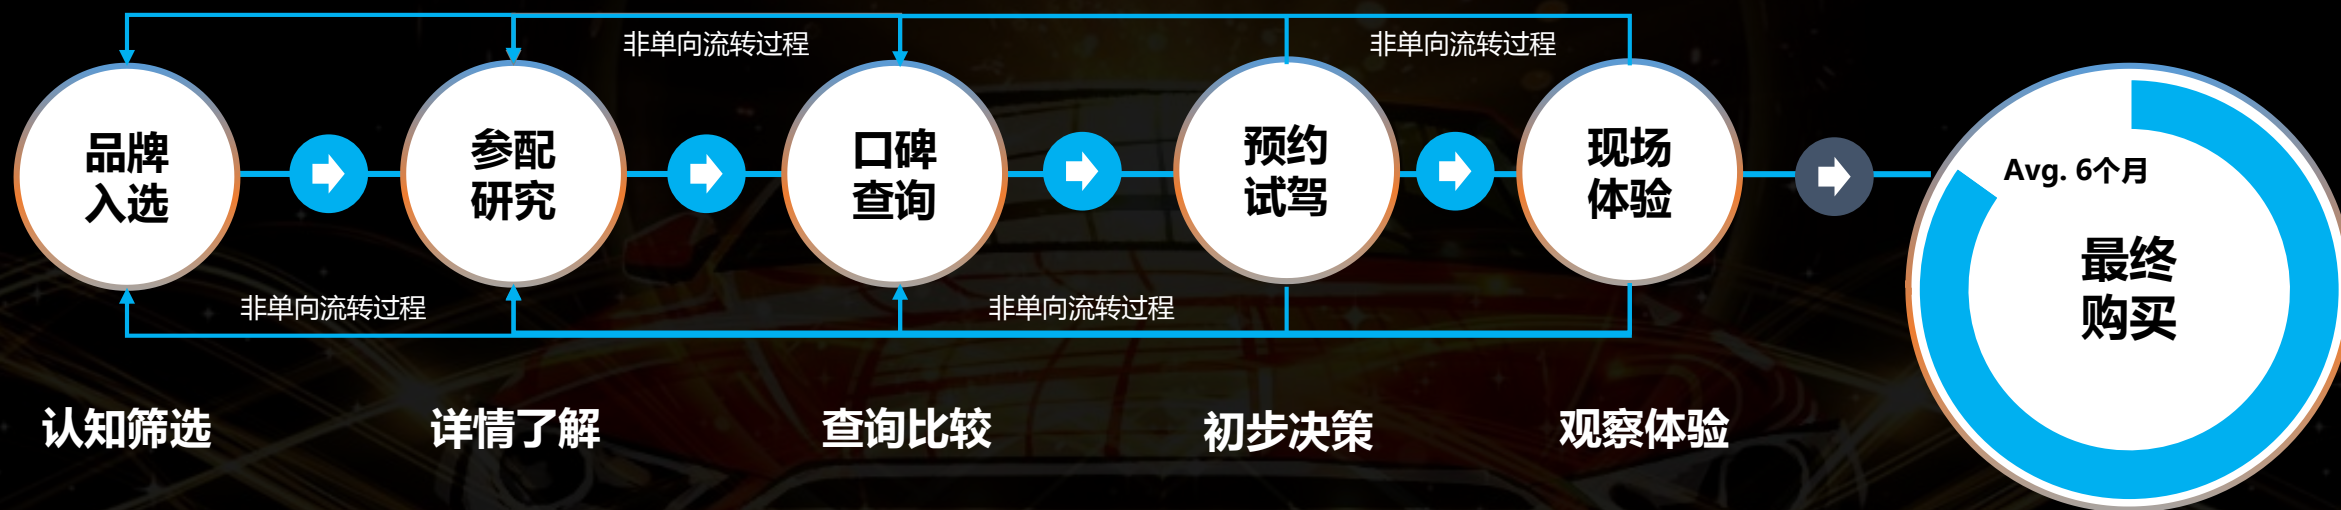 非单向流转过程
非单向流转过程
品牌
入选
参配
研究
口碑
查询
预约
试驾
现场
体验
Avg. 6个月
最终
购买
非单向流转过程
非单向流转过程
认知筛选
详情了解
查询比较
初步决策
观察体验